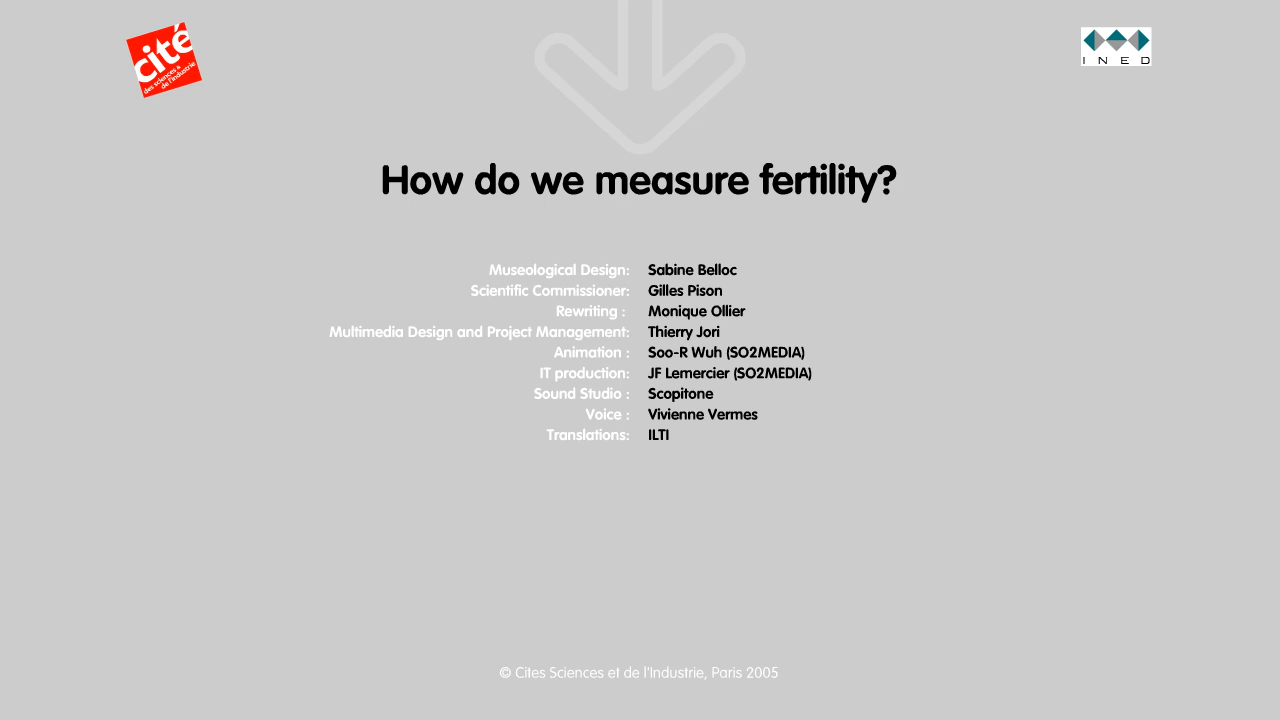 cité
des sciences &
de l'industrie
INED
How do we measure fertility?
Museological Design: Sabine Belloc
Scientific Commissioner: Gilles Pison
Rewriting : Monique Ollier
Multimedia Design and Project Management: Thierry Jori
Animation : Soo-R Wuh (SO2MEDIA)
IT production: JF Lemercier (SO2MEDIA)
Sound Studio : Scopitone
Voice : Vivienne Vermes
Translations: ILTI
© Cites Sciences et de l'Industrie, Paris 2005